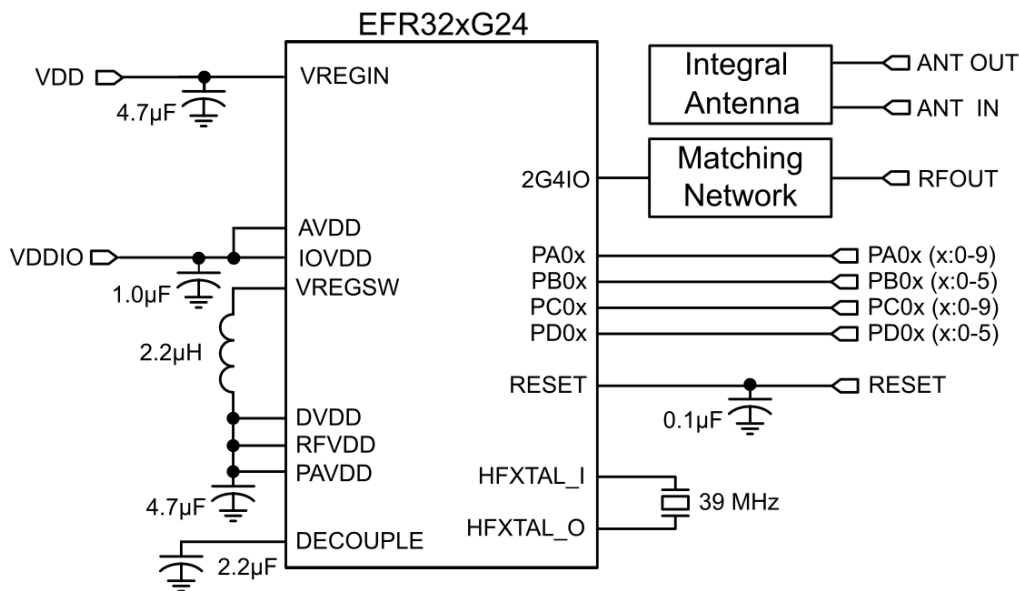 EFR32xG24
VDD
VREGIN
4.7µF
Integral
Antenna
ANT OUT
ANT IN
Matching
Network
2G4IO
RFOUT
AVDD
VDDIO
IOVDD
1.0µF
VREGSW
2.2µH
PA0x
PA0x (x:0-9)
PB0x
PB0x (x:0-5)
PC0x
PC0x (x:0-9)
PD0x
PD0x (x:0-5)
RESET
RESET
0.1µF
DVDD
RFVDD
PAVDD
4.7µF
HFXTAL_I
39 MHz
HFXTAL_O
DECOUPLE
2.2µF